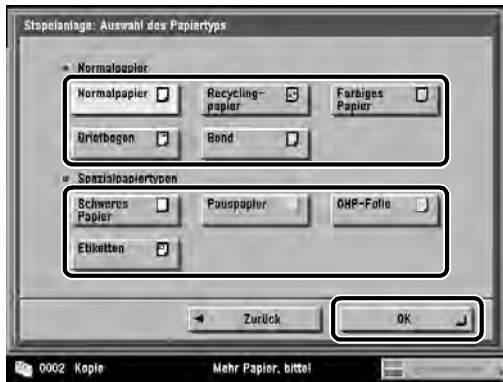 Stapelanlage: Auswahl des Papiertyps
Normalpapier
Normalpapier
Recycling-
papier
Farbiges
Papier
Briefbogen
Bond
Spezialpapiertypen
Schweres
Papier
Pauspapier
OHP-Folie
Etiketten
Zurück
OK
0002 Kopie
Mehr Papier, bitte!